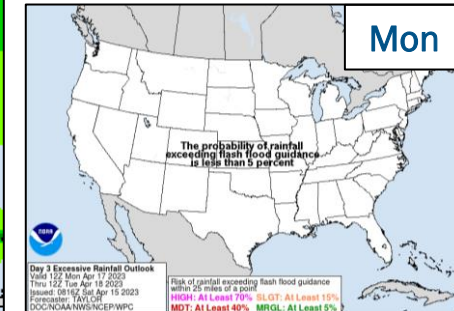 Mon
The probability of rainfall
exceeding flash flood guidance
is less than 5 percent
NOAA
Day 3 Excessive Rainfall Outlook
Valid 12Z Mon Apr 17 2023
Thru 12Z Tue Apr 18 2023
Issued: 0816Z Sat Apr 15 2023
Forecaster: TAYLOR
DOC/NOAA/NWS/NCEP/WPC
Risk of rainfall exceeding flash flood guidance
within 25 miles of a point
HIGH: At Least 70% SLGT: At Least 15%
MDT: At Least 40% MRGL: At Least 5%